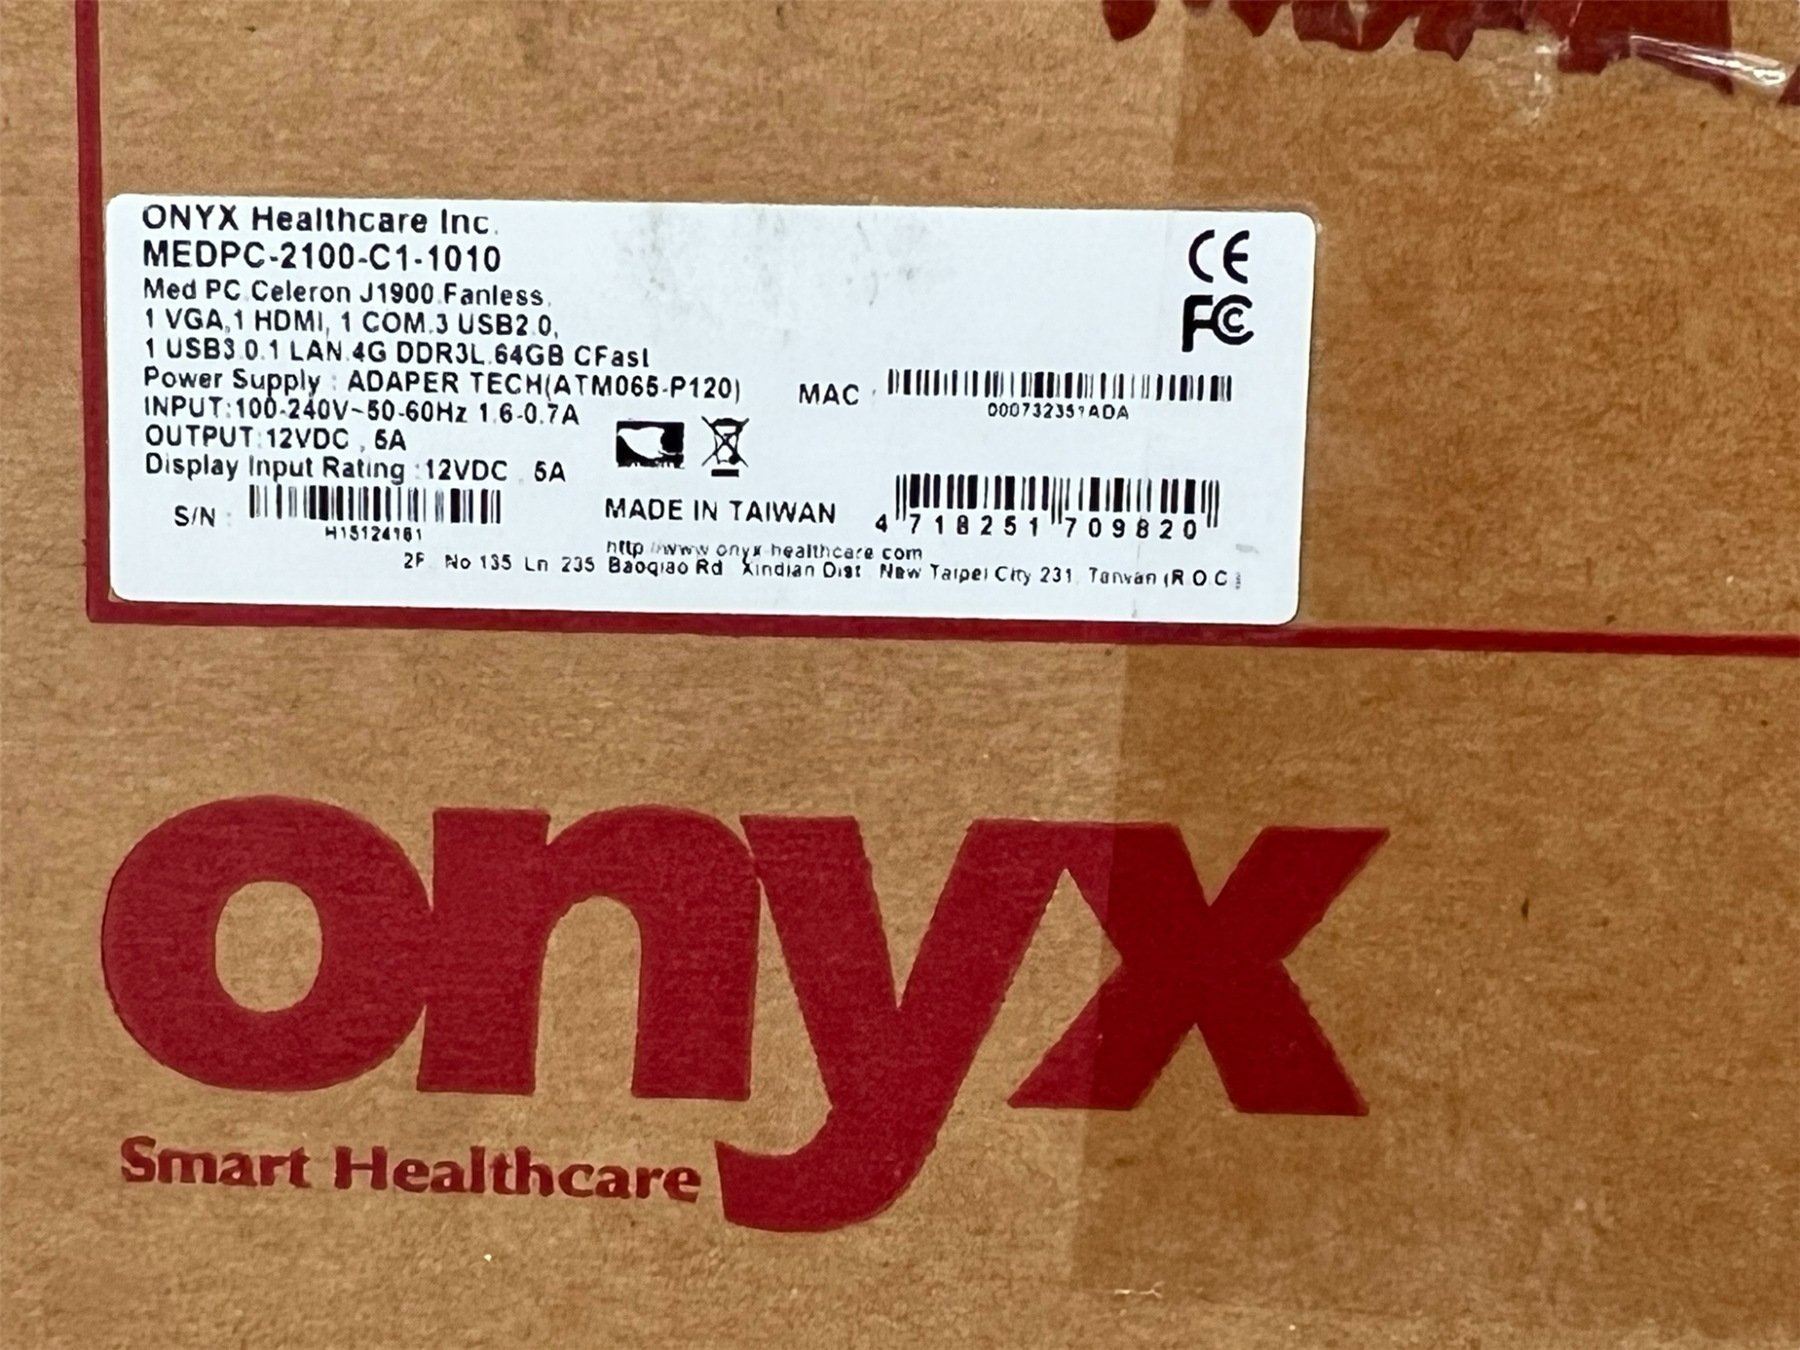 ONYX Healthcare Inc.
MEDPC-2100-C1-1010
Med PC.Celeron J1900.Fanless.
1 VGA,1 HDMI, 1 COM.3 USB2.0,
1 USB3.0.1 LAN.4G DDR3L.64GB CFast
Power Supply : ADAPER TECH(ATM065-P120)
INPUT:100-240V~50-60Hz 1.6-0.7A
OUTPUT:12VDC , 5A
Display Input Rating :12VDC , 5A
CE
FC
MAC :
S/N :
H15124161
MADE IN TAIWAN
4 718251 709820
http://www.onyx-healthcare.com
2F, No.135, Ln. 235, Baoqiao Rd., Xindian Dist., New Taipei City 231, Taiwan (R.O.C.)
onyx
Smart Healthcare